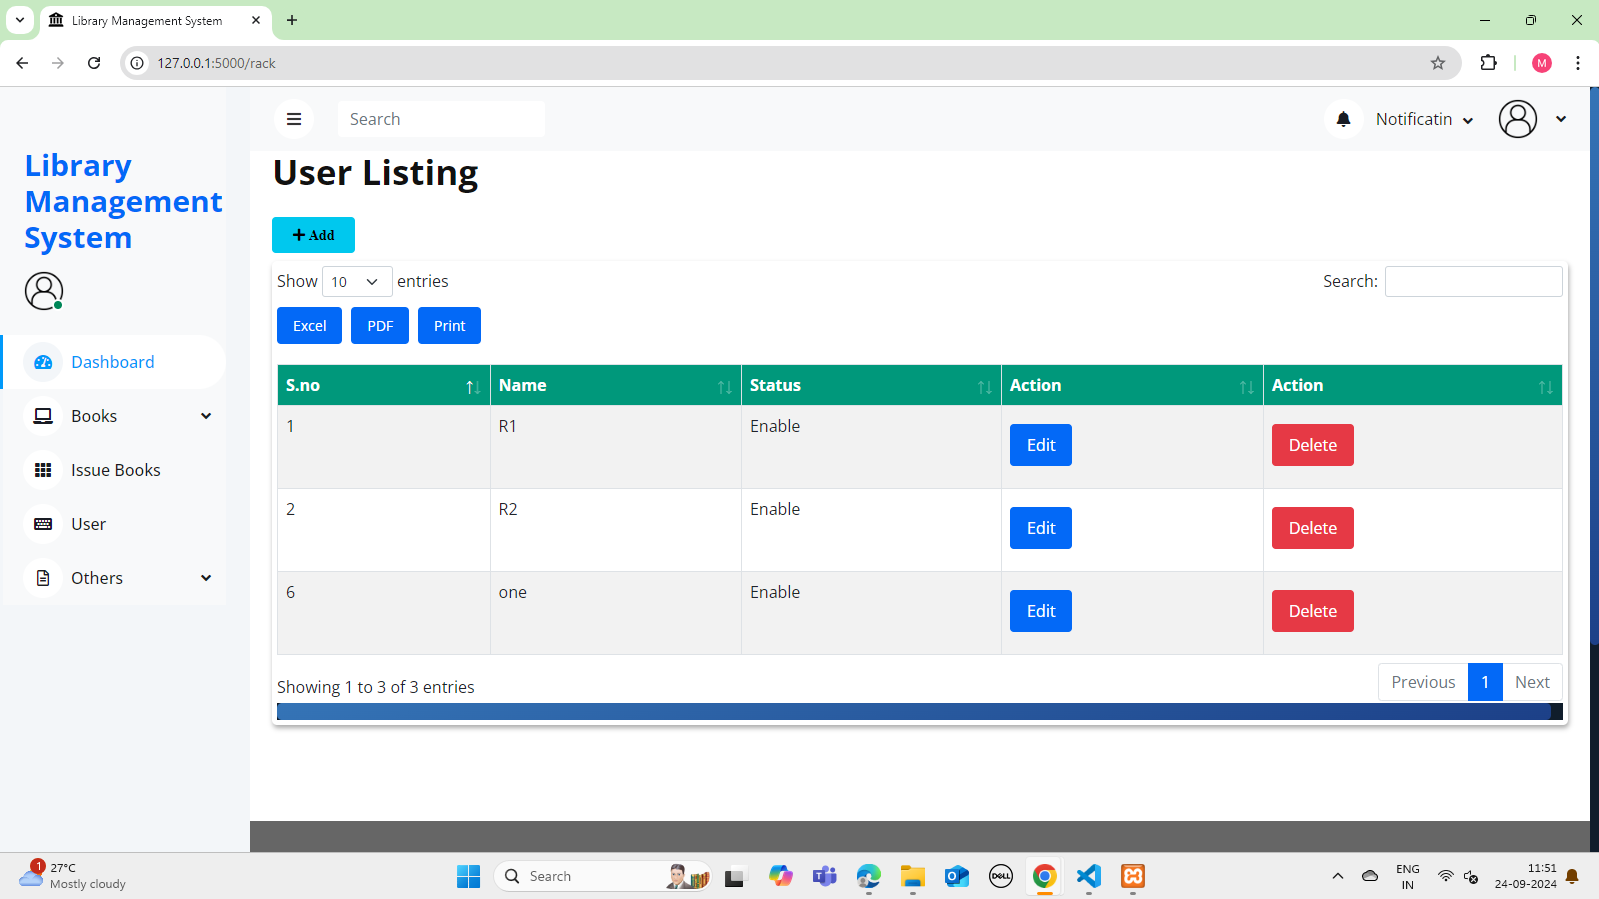 Library Management System
127.0.0.1:5000/rack
M
Library
Management
System
Search
Notificatin
User Listing
Add
Show 10 entries
Search:
Excel PDF Print
S.no Name Status Action Action
1 R1 Enable Edit Delete
2 R2 Enable Edit Delete
6 one Enable Edit Delete
Showing 1 to 3 of 3 entries
Previous 1 Next
Dashboard
Books
Issue Books
User
Others
1
27°C
Mostly cloudy
Search
DELL
ENG
IN
11:51
24-09-2024